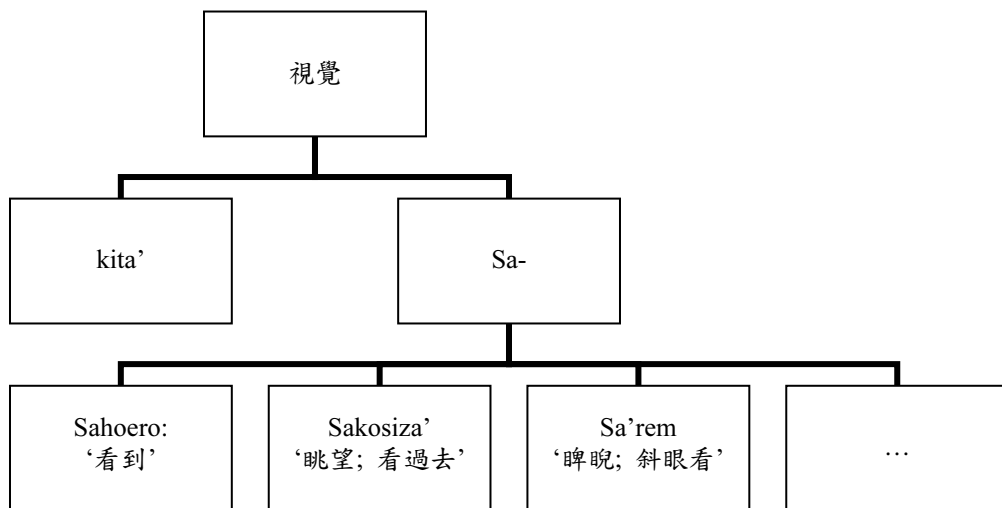 視覺
kita’
Sa-
Sahoero:
‘看到’
Sakosiza’
‘眺望; 看過去’
Sa’rem
‘睥睨; 斜眼看’
…